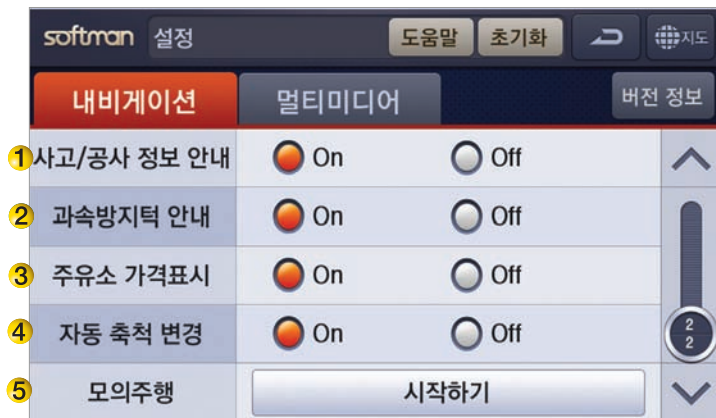 softman 설정 도움말 초기화 지도
내비게이션 멀티미디어 버전 정보
1 사고/공사 정보 안내 On Off
2 과속방지턱 안내 On Off
3 주유소 가격표시 On Off
2
4 자동 축척 변경 On Off
2
5 모의주행 시작하기